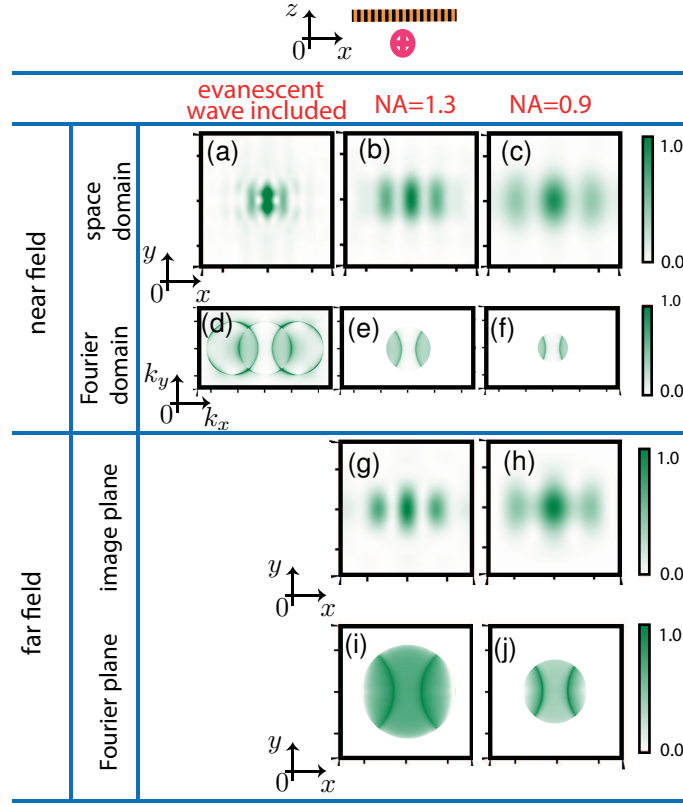 z
0 x
evanescent
wave included NA=1.3 NA=0.9
near field
space
domain
(a) (b) (c)
1.0
0.0
y
0 x
Fourier
domain
(d) (e) (f)
1.0
0.0
k_y
0 k_x
far field
image plane
(g) (h)
1.0
0.0
y
0 x
Fourier plane
(i) (j)
1.0
0.0
y
0 x